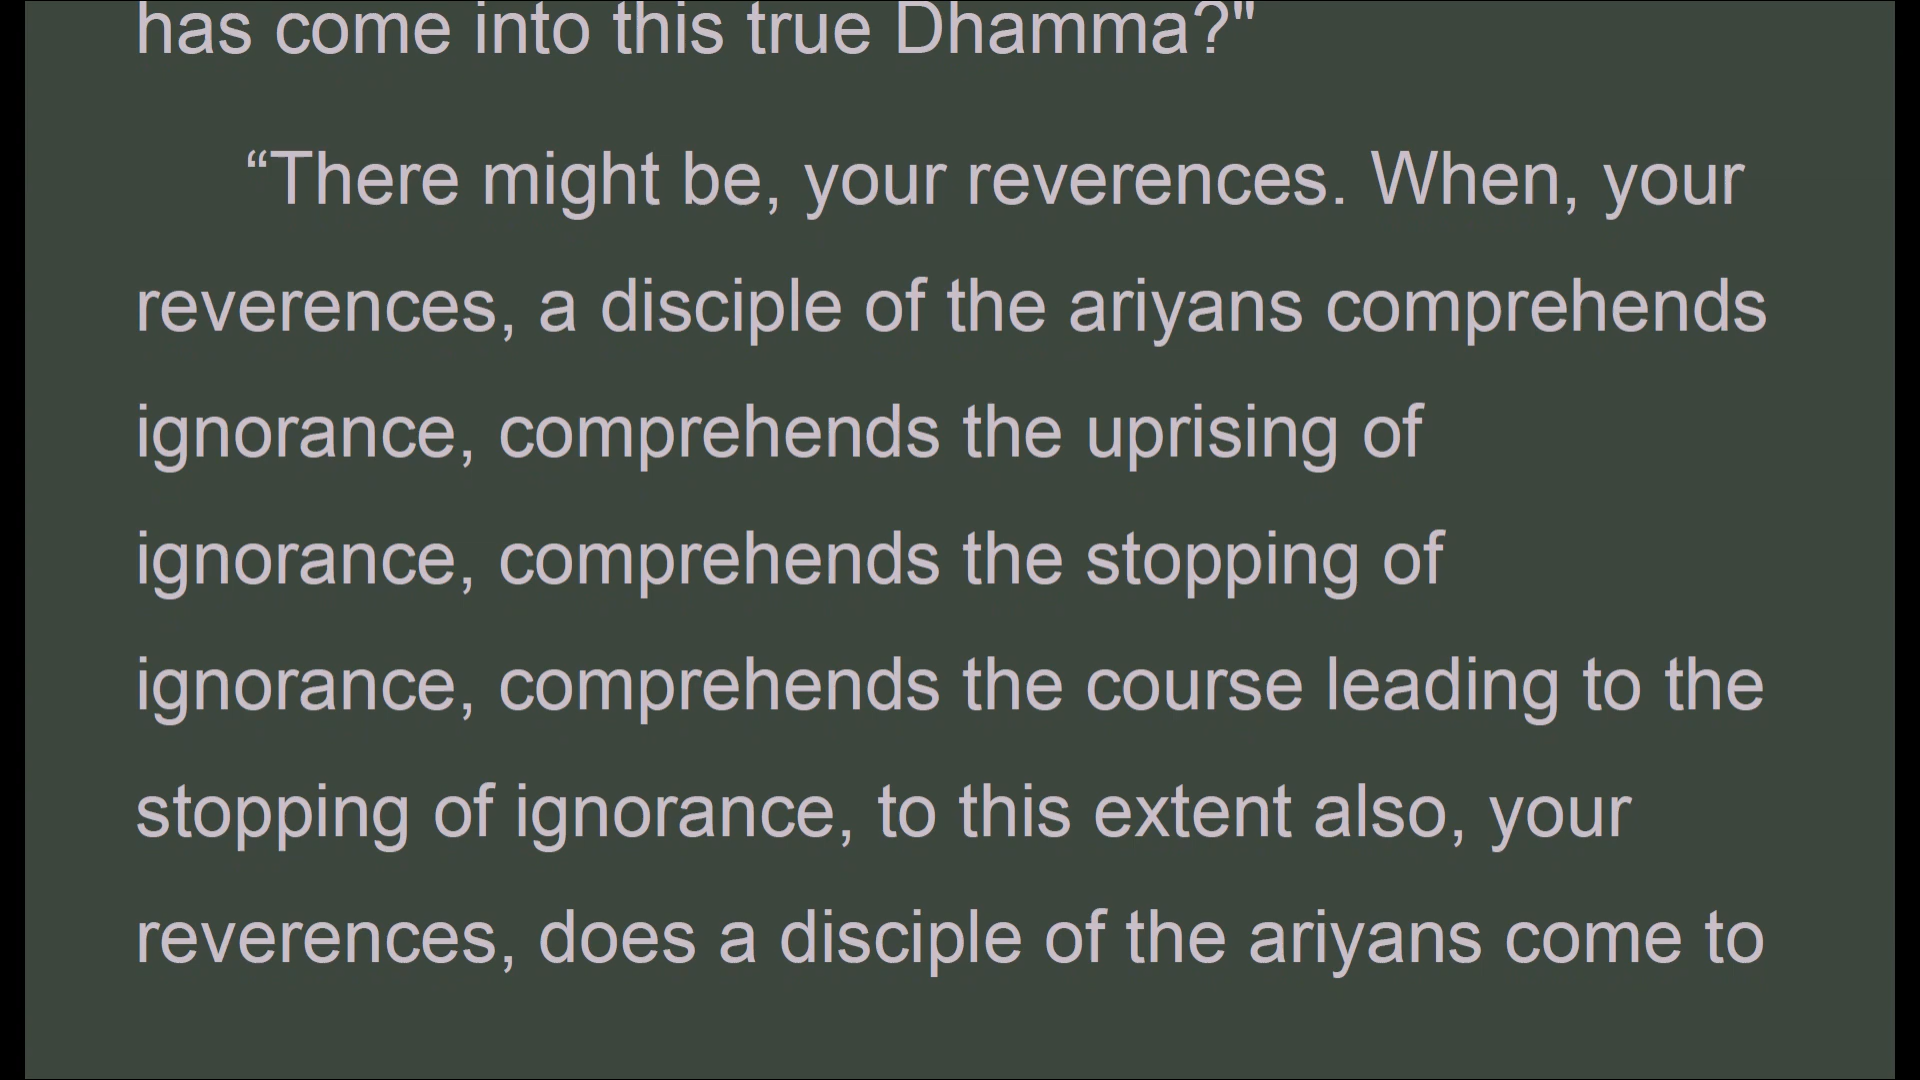 has come into this true Dhamma?"
“There might be, your reverences. When, your
reverences, a disciple of the ariyans comprehends
ignorance, comprehends the uprising of
ignorance, comprehends the stopping of
ignorance, comprehends the course leading to the
stopping of ignorance, to this extent also, your
reverences, does a disciple of the ariyans come to